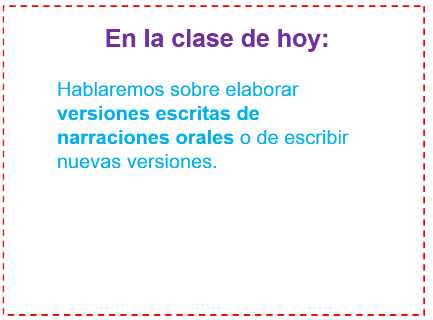 En la clase de hoy:
Hablaremos sobre elaborar
versiones escritas de
narraciones orales o de escribir
nuevas versiones.